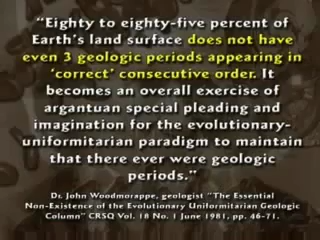 “Eighty to eighty-five percent of
Earth’s land surface does not have
even 3 geologic periods appearing in
‘correct’ consecutive order. It
becomes an overall exercise of
argantuan special pleading and
imagination for the evolutionary-
uniformitarian paradigm to maintain
that there ever were geologic
periods.”
Dr. John Woodmorappe, geologist “The Essential
Non-Existence of the Evolutionary Uniformitarian Geologic
Column” CRSQ Vol. 18 No. 1 June 1981, pp. 46-71.